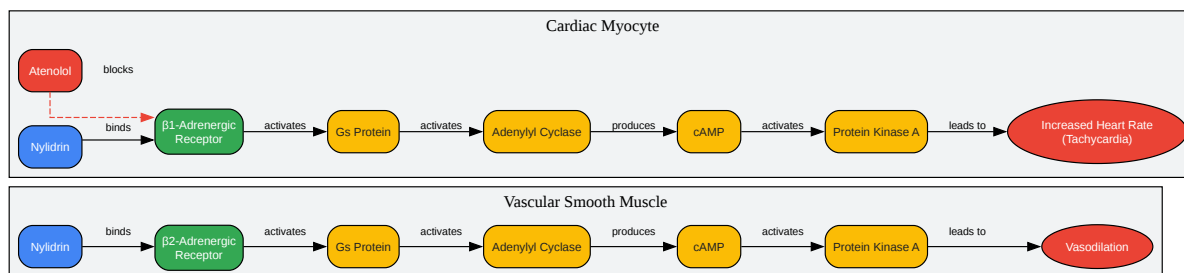 Cardiac Myocyte
Atenolol
blocks
Nylidrin
binds
β1-Adrenergic
Receptor
activates
Gs Protein
activates
Adenylyl Cyclase
produces
cAMP
activates
Protein Kinase A
leads to
Increased Heart Rate
(Tachycardia)
Vascular Smooth Muscle
Nylidrin
binds
β2-Adrenergic
Receptor
activates
Gs Protein
activates
Adenylyl Cyclase
produces
cAMP
activates
Protein Kinase A
leads to
Vasodilation